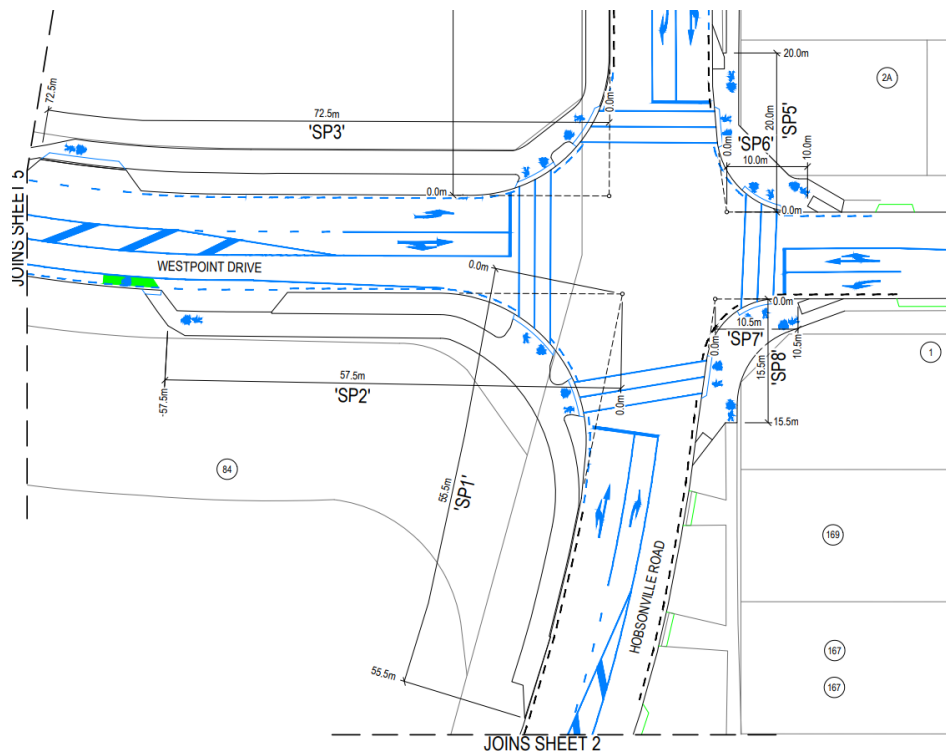 20.0m
2A
72.5m
72.5m
'SP3'
0.0m
20.0m
'SP5'
'SP6'
0.0m
10.0m
10.0m
0.0m
0.0m
JOINS SHEET 5
WESTPOINT DRIVE
0.0m
0.0m
10.5m
'SP7'
0.0m
10.5m
15.5m
'SP8'
1
57.5m
'SP2'
57.5m
0.0m
15.5m
84
55.5m
'SP1'
169
HOBSONVILLE ROAD
167
55.5m
167
JOINS SHEET 2